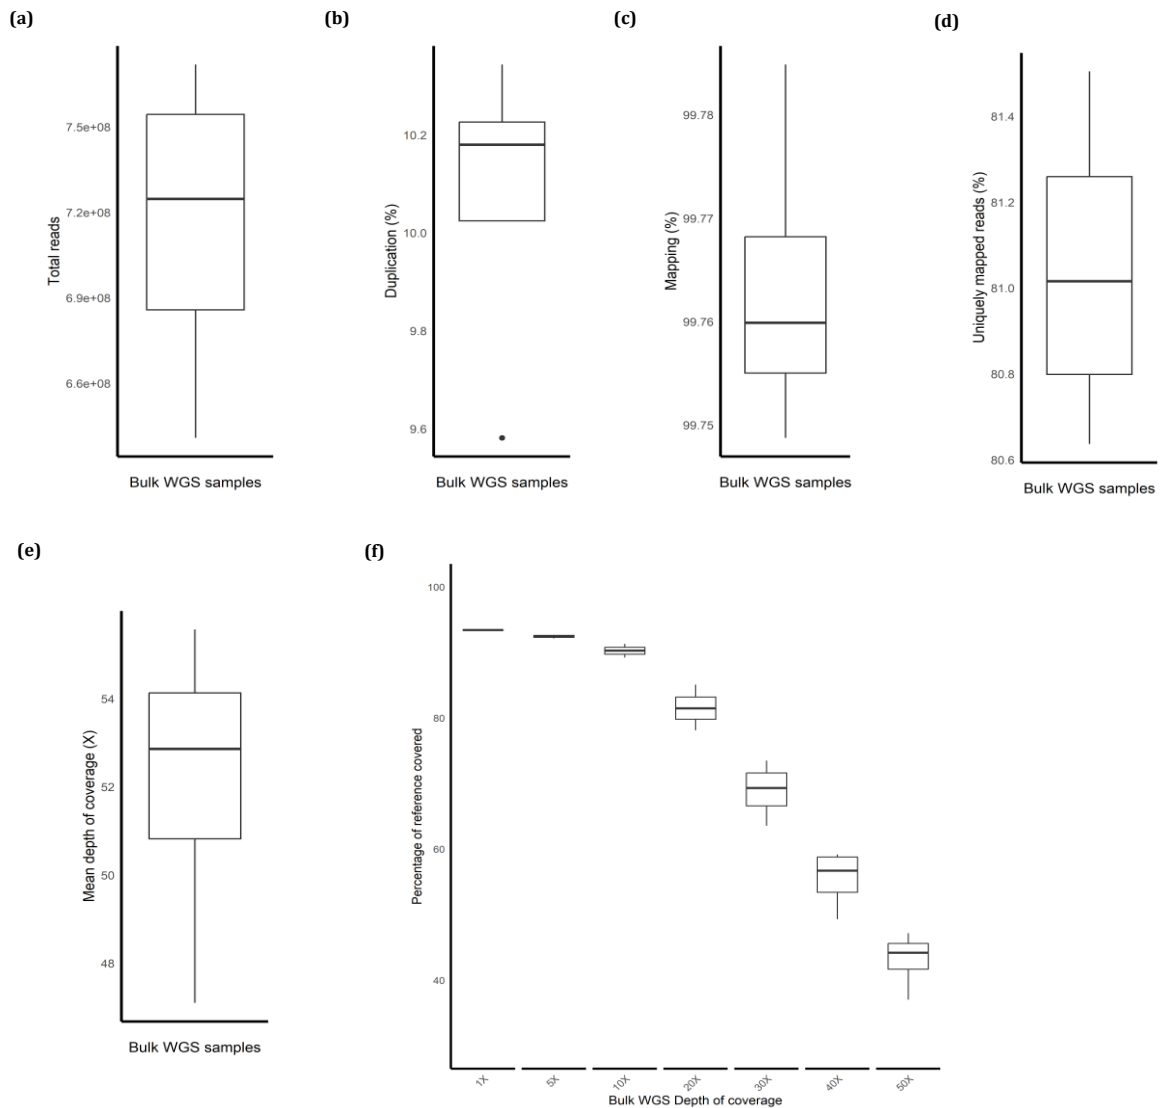 (a)
Total reads
7.5e+08
7.2e+08
6.9e+08
6.6e+08
Bulk WGS samples
(b)
Duplication (%)
10.2
10.0
9.8
9.6
Bulk WGS samples
(c)
Mapping (%)
99.78
99.77
99.76
99.75
Bulk WGS samples
(d)
Uniquely mapped reads (%)
81.4
81.2
81.0
80.8
80.6
Bulk WGS samples
(e)
Mean depth of coverage (X)
54
52
50
48
Bulk WGS samples
(f)
Percentage of reference covered
100
80
60
40
1X 5X 10X 20X 30X 40X 50X
Bulk WGS Depth of coverage